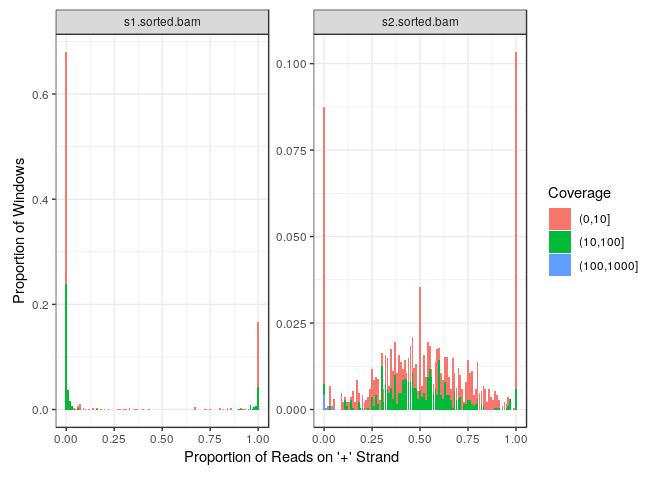 s1.sorted.bam
s2.sorted.bam
Proportion of Windows
0.6
0.4
0.2
0.0
0.100
0.075
0.050
0.025
0.000
0.00 0.25 0.50 0.75 1.00
0.00 0.25 0.50 0.75 1.00
Proportion of Reads on '+' Strand
Coverage
(0,10]
(10,100]
(100,1000]